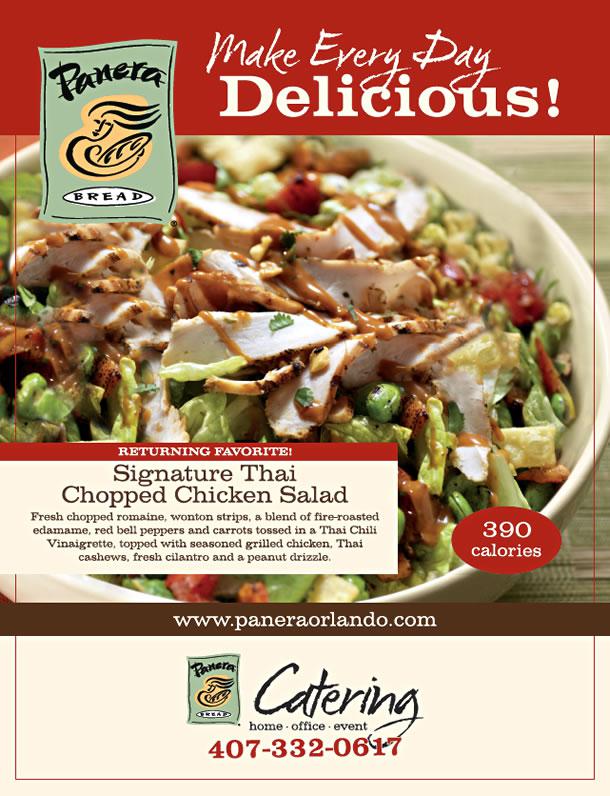 Panera
BREAD
®
Make Every Day
Delicious!
RETURNING FAVORITE!
Signature Thai
Chopped Chicken Salad
Fresh chopped romaine, wonton strips, a blend of fire-roasted
edamame, red bell peppers and carrots tossed in a Thai Chili
Vinaigrette, topped with seasoned grilled chicken, Thai
cashews, fresh cilantro and a peanut drizzle.
390
calories
www.paneraorlando.com
Panera
BREAD
Catering
home · office · event
407-332-0617